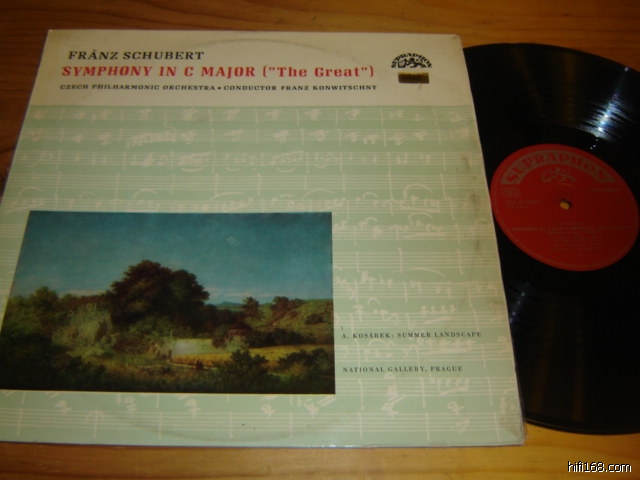 FRANZ SCHUBERT
SYMPHONY IN C MAJOR ("The Great")
CZECH PHILHARMONIC ORCHESTRA • CONDUCTOR FRANZ KONWITSCHNY
SUPRAPHON
A. KOSÁREK: SUMMER LANDSCAPE
NATIONAL GALLERY, PRAGUE
SUPRAPHON
hifi168.com